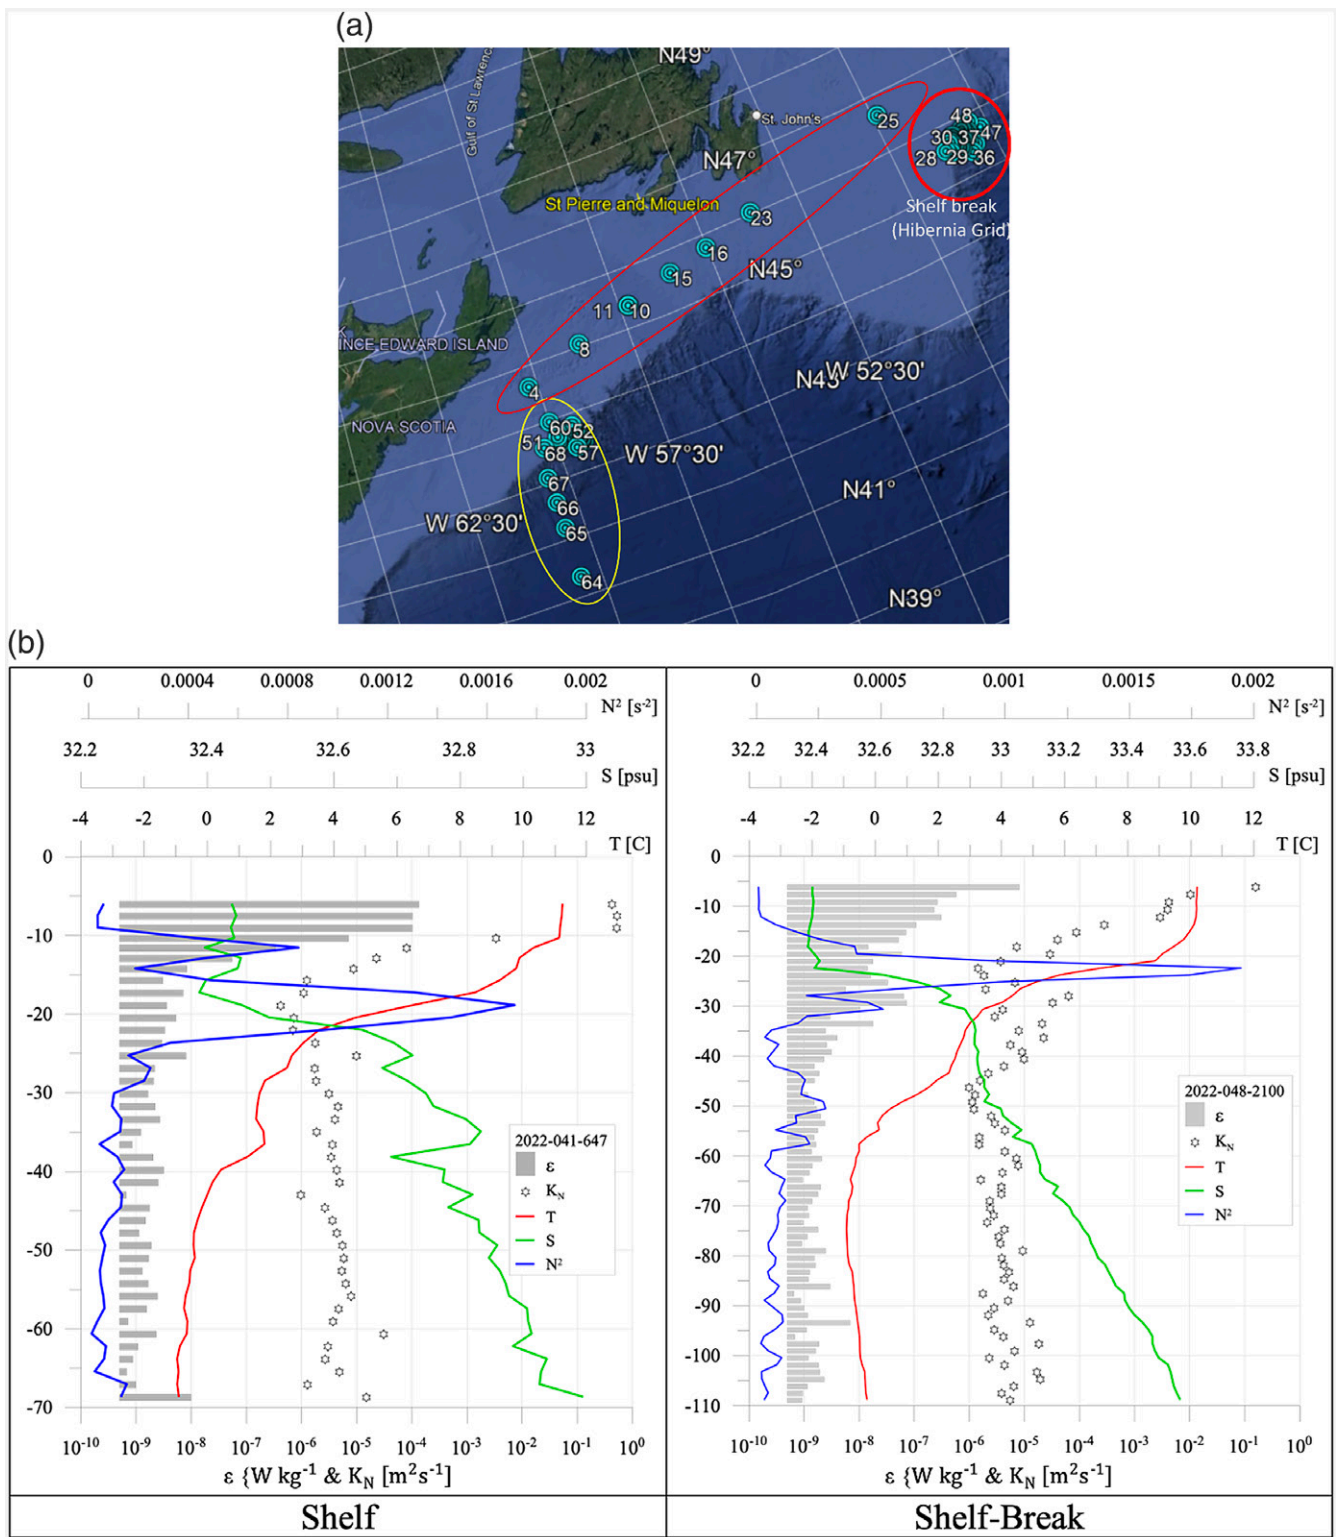 (a)
N49°
Gulf of St Lawrence
St. John's
25
48
30 37 47
28 29 36
N47°
St Pierre and Miquelon
Shelf break
(Hibernia Grid)
23
16
N45°
15
11 10
NCE EDWARD ISLAND
8
N43° W 52°30'
4
NOVA SCOTIA
60 52
51 57
68
W 57°30'
67
N41°
66
W 62°30'
65
64
N39°
(b)
0 0.0004 0.0008 0.0012 0.0016 0.002
N² [s⁻²]
32.2 32.4 32.6 32.8 33
S [psu]
-4 -2 0 2 4 6 8 10 12
T [C]
0
-10
-20
-30
-40
-50
-60
-70
2022-041-647
ε
K_N
T
S
N²
10⁻¹⁰ 10⁻⁹ 10⁻⁸ 10⁻⁷ 10⁻⁶ 10⁻⁵ 10⁻⁴ 10⁻³ 10⁻² 10⁻¹ 10⁰
ε {W kg⁻¹ & K_N [m²s⁻¹]
Shelf
0 0.0005 0.001 0.0015 0.002
N² [s⁻²]
32.2 32.4 32.6 32.8 33 33.2 33.4 33.6 33.8
S [psu]
-4 -2 0 2 4 6 8 10 12
T [C]
0
-10
-20
-30
-40
-50
-60
-70
-80
-90
-100
-110
2022-048-2100
ε
K_N
T
S
N²
10⁻¹⁰ 10⁻⁹ 10⁻⁸ 10⁻⁷ 10⁻⁶ 10⁻⁵ 10⁻⁴ 10⁻³ 10⁻² 10⁻¹ 10⁰
ε {W kg⁻¹ & K_N [m²s⁻¹]
Shelf-Break